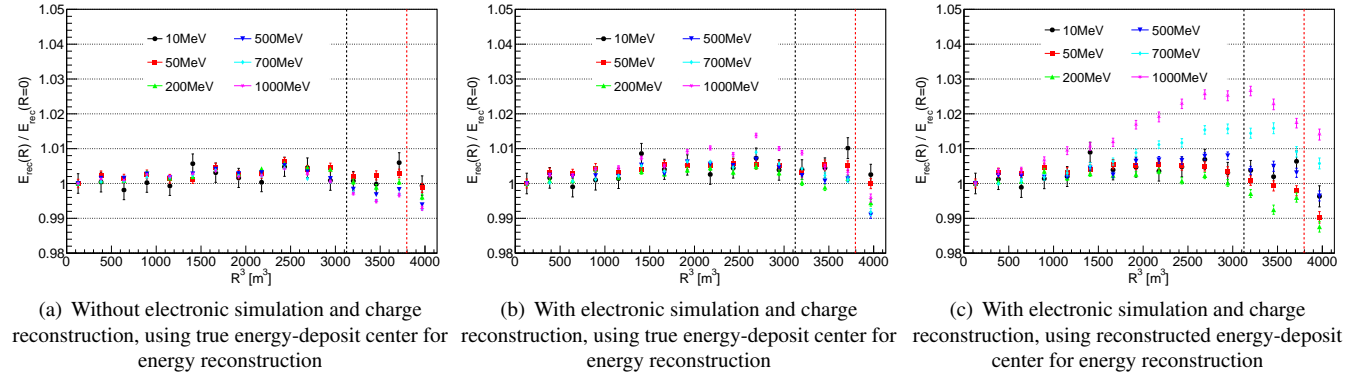 1.05
1.04
1.03
1.02
1.01
1
0.99
0.98
E_rec(R) / E_rec(R=0)
10MeV
50MeV
200MeV
500MeV
700MeV
1000MeV
0 500 1000 1500 2000 2500 3000 3500 4000
R^3 [m^3]
(a) Without electronic simulation and charge
reconstruction, using true energy-deposit center for
energy reconstruction
1.05
1.04
1.03
1.02
1.01
1
0.99
0.98
E_rec(R) / E_rec(R=0)
10MeV
50MeV
200MeV
500MeV
700MeV
1000MeV
0 500 1000 1500 2000 2500 3000 3500 4000
R^3 [m^3]
(b) With electronic simulation and charge
reconstruction, using true energy-deposit center for
energy reconstruction
1.05
1.04
1.03
1.02
1.01
1
0.99
0.98
E_rec(R) / E_rec(R=0)
10MeV
50MeV
200MeV
500MeV
700MeV
1000MeV
0 500 1000 1500 2000 2500 3000 3500 4000
R^3 [m^3]
(c) With electronic simulation and charge
reconstruction, using reconstructed energy-deposit
center for energy reconstruction